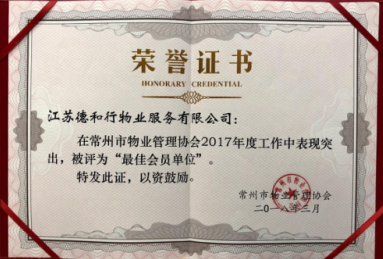 荣誉证书
HONORARY CREDENTIAL
江苏德和行物业服务有限公司：
在常州市物业管理协会2017年度工作中表现突
出，被评为“最佳会员单位”。
特发此证，以资鼓励。
常州市物业管理协会
二〇一八年三月